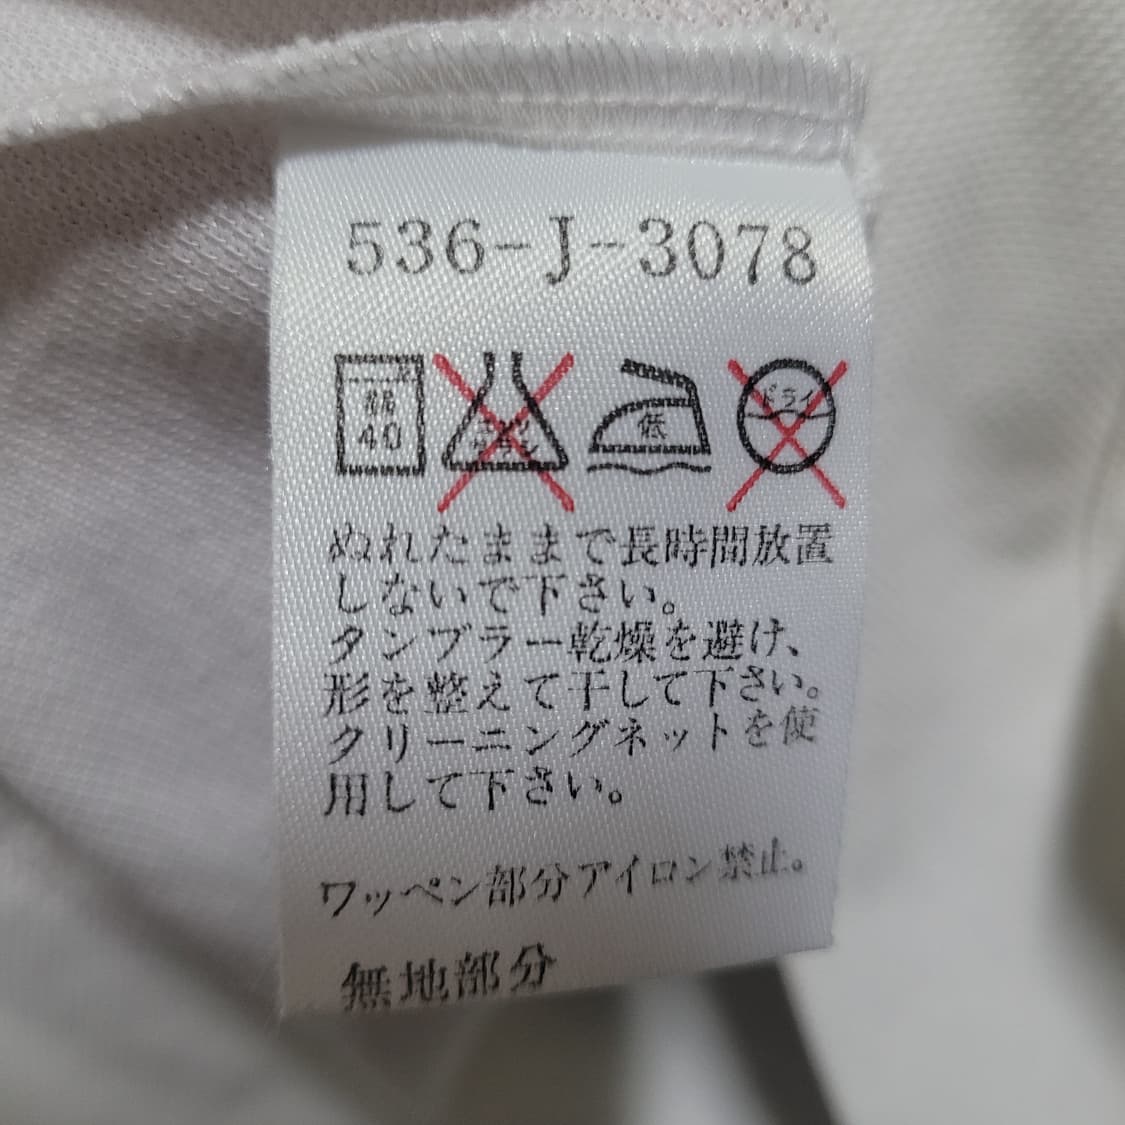 536-J-3078
40
低
ドライ
ぬれたままで長時間放置
しないで下さい。
タンブラー乾燥を避け、
形を整えて干して下さい。
クリーニングネットを使
用して下さい。
ワッペン部分アイロン禁止。
無地部分